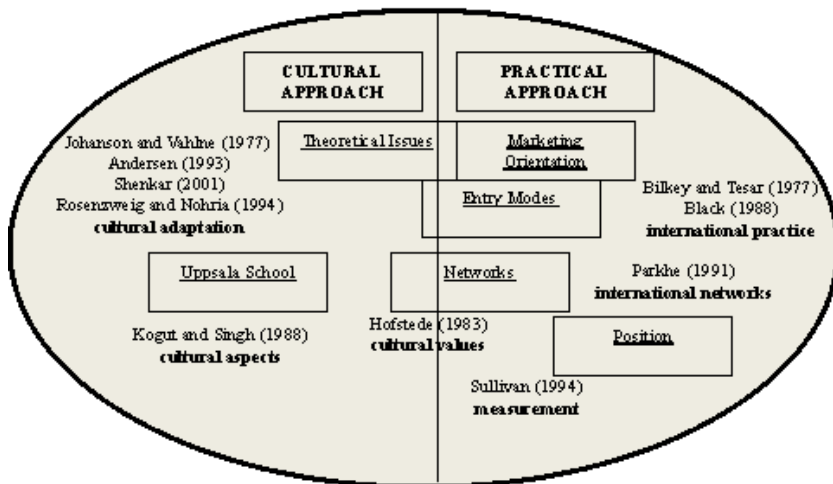 CULTURAL
APPROACH
PRACTICAL
APPROACH
Johanson and Vahlne (1977)
Andersen (1993)
Shenkar (2001)
Rosenzweig and Nohria (1994)
cultural adaptation
Theoretical Issues
Marketing
Orientation
Entry Modes
Bilkey and Tesar (1977)
Black (1988)
international practice
Uppsala School
Networks
Parkhe (1991)
international networks
Kogut and Singh (1988)
cultural aspects
Hofstede (1983)
cultural values
Position
Sullivan (1994)
measurement